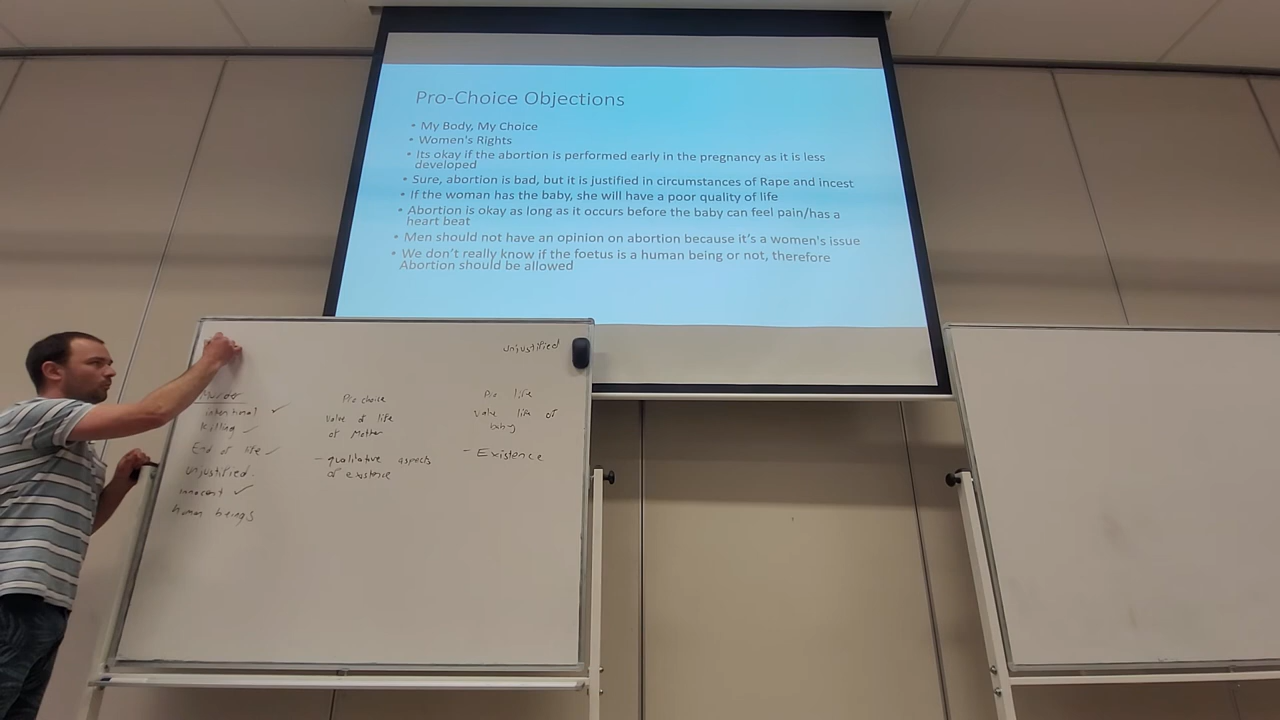 Pro-Choice Objections
• My Body, My Choice
• Women's Rights
• Its okay if the abortion is performed early in the pregnancy as it is less
developed
• Sure, abortion is bad, but it is justified in circumstances of Rape and incest
• If the woman has the baby, she will have a poor quality of life
• Abortion is okay as long as it occurs before the baby can feel pain/has a
heart beat
• Men should not have an opinion on abortion because it's a women's issue
• We don't really know if the foetus is a human being or not, therefore
Abortion should be allowed
unjustified
Murder
intentional ✓
killing ✓
End of life ✓
unjustified.
innocent ✓
human beings
Pro choice
value of life
of Mother
- qualitative aspects
of existence
Pro life
value life of
baby
- Existence